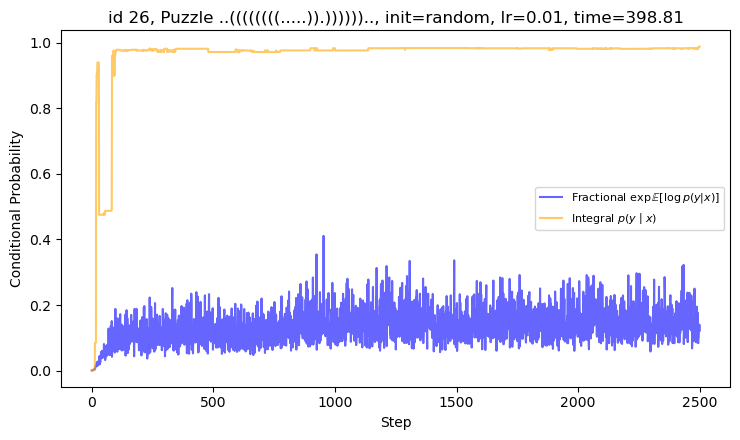 id 26, Puzzle ..((((((((.....)).)))))).., init=random, lr=0.01, time=398.81
Conditional Probability
1.0
0.8
0.6
0.4
0.2
0.0
Fractional exp𝔼[log p(y|x)]
Integral p(y | x)
0 500 1000 1500 2000 2500
Step